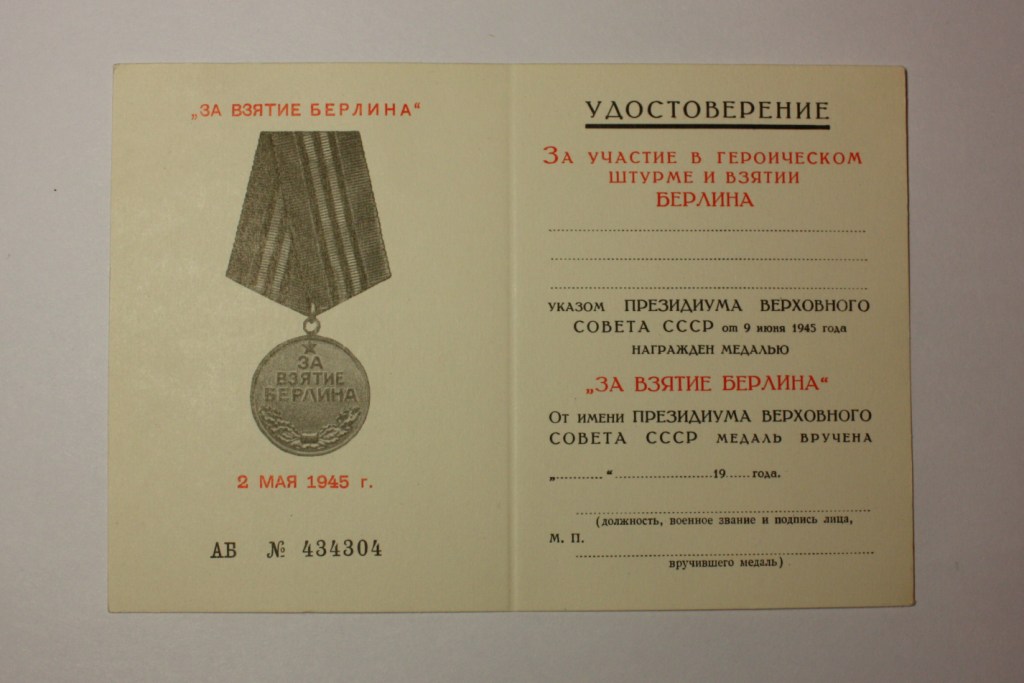 „ЗА ВЗЯТИЕ БЕРЛИНА“
ЗА
ВЗЯТИЕ
БЕРЛИНА
2 МАЯ 1945 г.
АБ № 434304
УДОСТОВЕРЕНИЕ
ЗА УЧАСТИЕ В ГЕРОИЧЕСКОМ
ШТУРМЕ И ВЗЯТИИ
БЕРЛИНА
УКАЗОМ ПРЕЗИДИУМА ВЕРХОВНОГО
СОВЕТА СССР от 9 июня 1945 года
НАГРАЖДЕН МЕДАЛЬЮ
„ЗА ВЗЯТИЕ БЕРЛИНА“
ОТ ИМЕНИ ПРЕЗИДИУМА ВЕРХОВНОГО
СОВЕТА СССР МЕДАЛЬ ВРУЧЕНА
„...........“ ........................19......года.
(должность, военное звание и подпись лица,
М. П.
вручившего медаль)